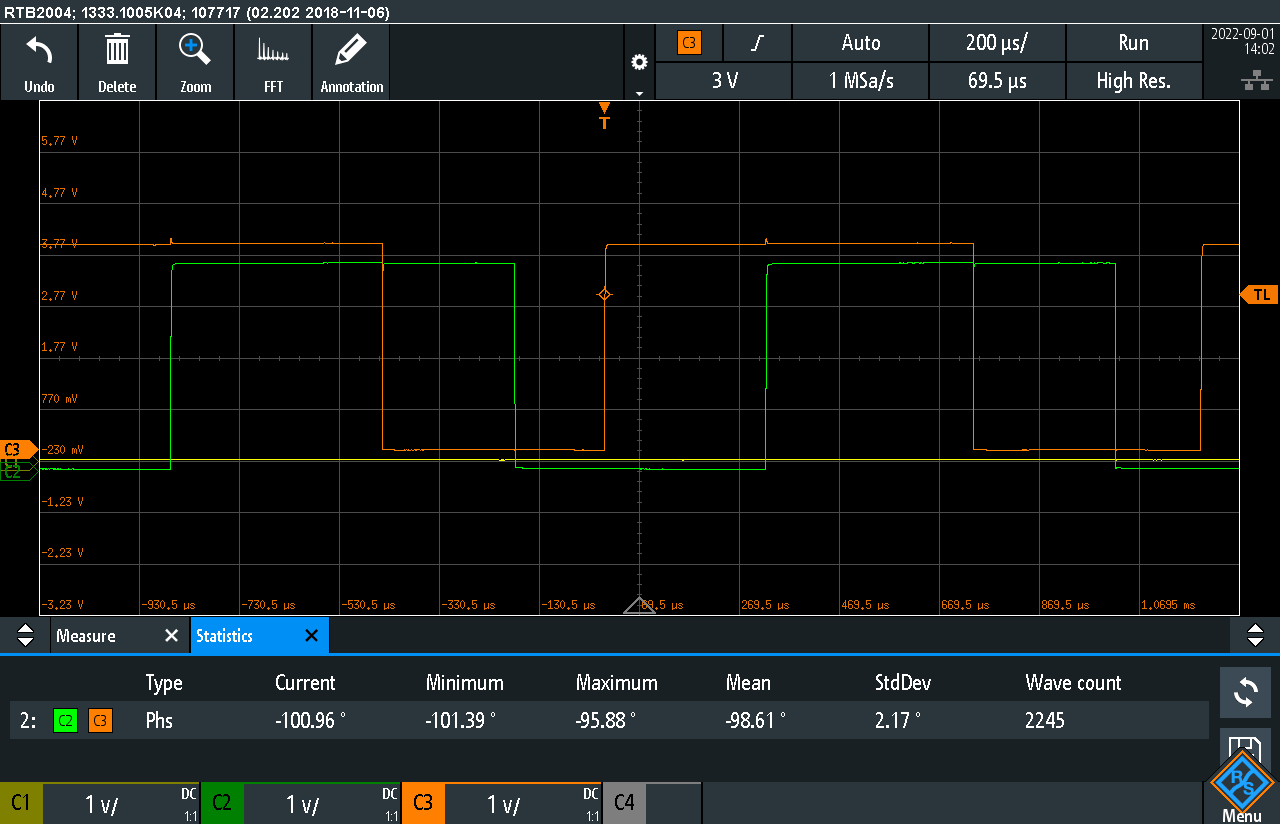 RTB2004; 1333.1005K04; 107717 (02.202 2018-11-06)
Undo
Delete
Zoom
FFT
Annotation
C3
Auto
200 µs/
Run
2022-09-01
14:02
3 V
1 MSa/s
69.5 µs
High Res.
T
5.77 V
4.77 V
3.77 V
2.77 V
TL
1.77 V
770 mV
C3
-230 mV
C2
-1.23 V
-2.23 V
-3.23 V
-930.5 µs
-730.5 µs
-530.5 µs
-330.5 µs
-130.5 µs
69.5 µs
269.5 µs
469.5 µs
669.5 µs
869.5 µs
1.0695 ms
Measure
Statistics
Type
Current
Minimum
Maximum
Mean
StdDev
Wave count
2: C2 C3 Phs -100.96 ° -101.39 ° -95.88 ° -98.61 ° 2.17 ° 2245
C1
1 V/
DC
1:1
C2
1 V/
DC
1:1
C3
1 V/
DC
1:1
C4
R S
Menu